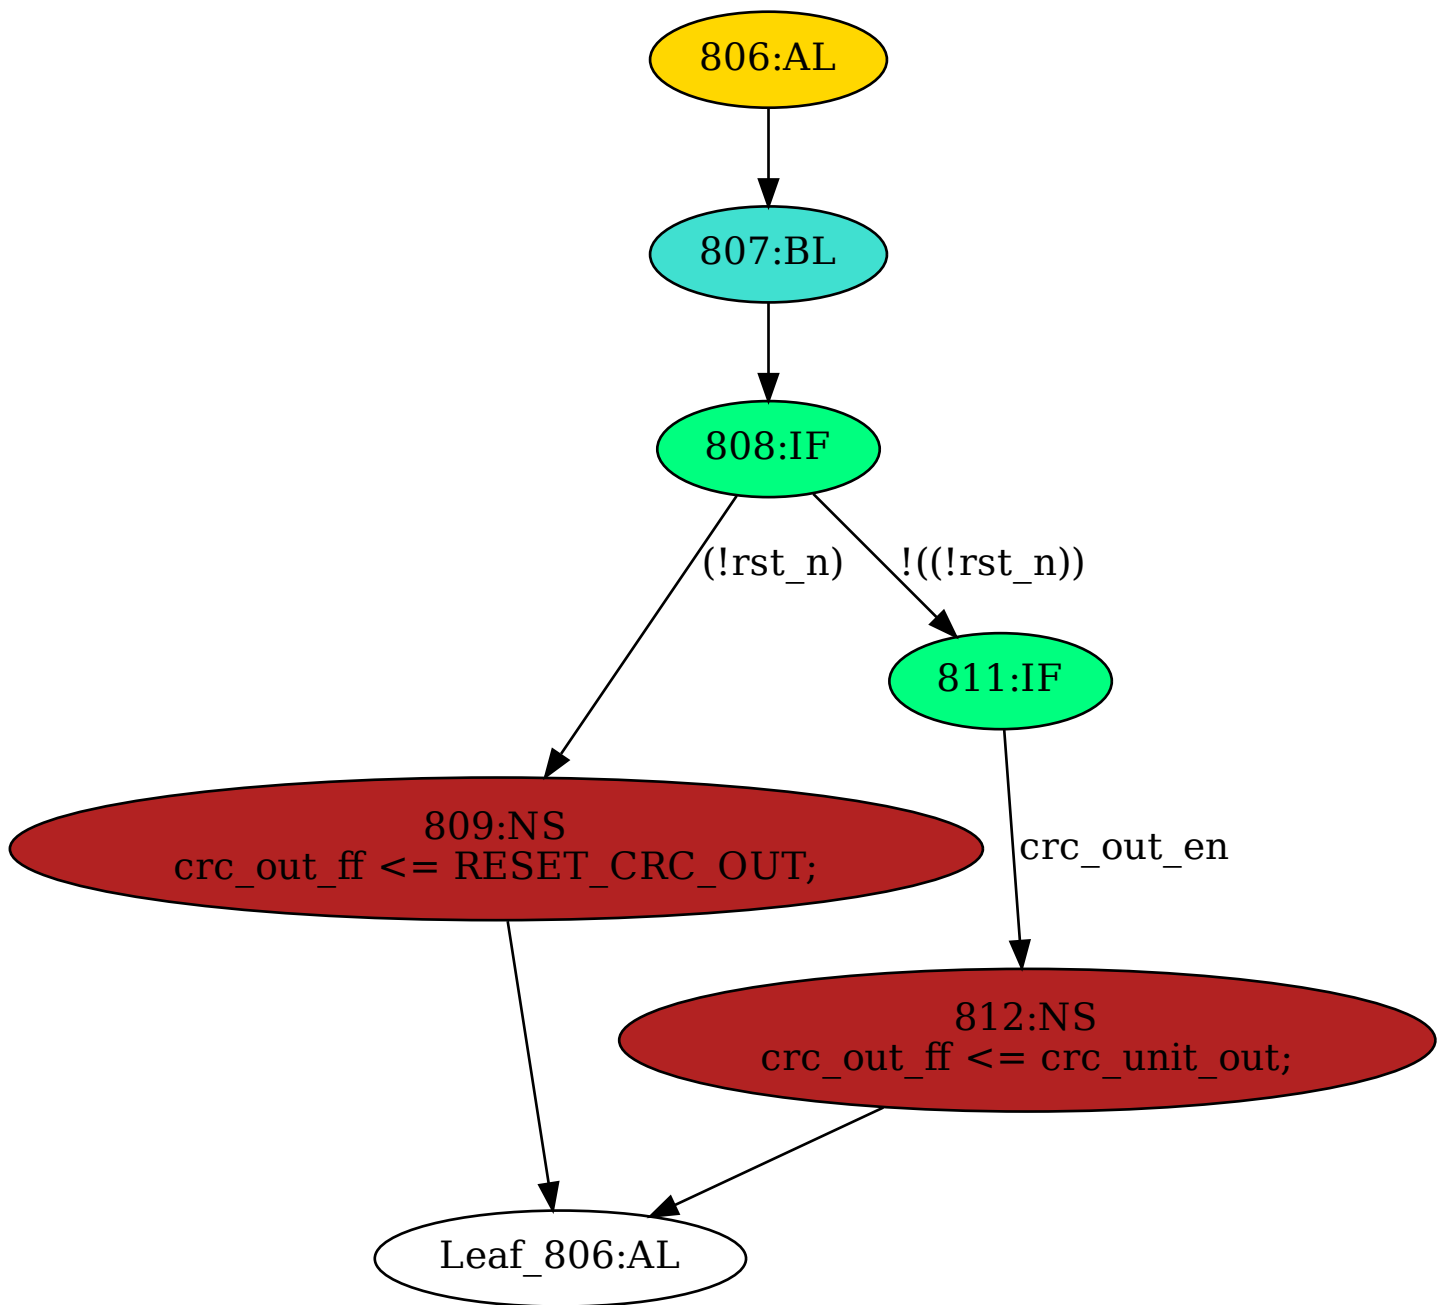 806:AL
807:BL
808:IF
(!rst_n)
!((!rst_n))
811:IF
809:NS
crc_out_ff <= RESET_CRC_OUT;
crc_out_en
812:NS
crc_out_ff <= crc_unit_out;
Leaf_806:AL